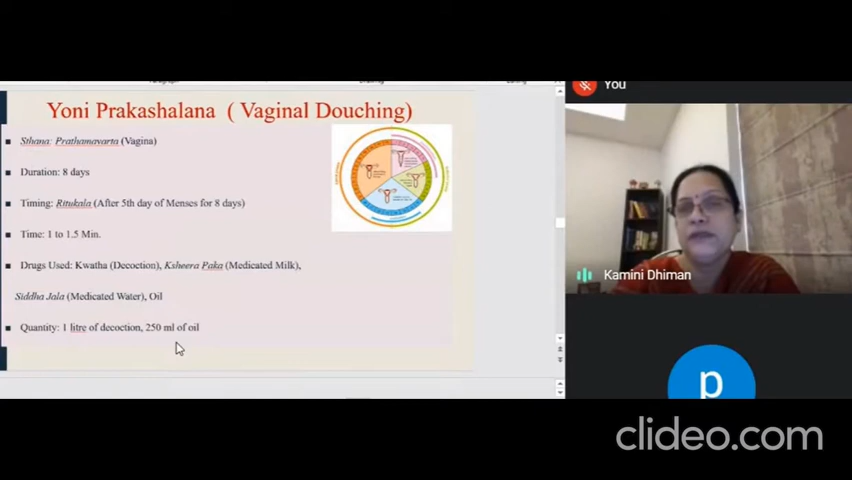 You
Yoni Prakashalana ( Vaginal Douching)
Sthana: Prathamavarta (Vagina)
Duration: 8 days
Timing: Ritukala (After 5th day of Menses for 8 days)
Time: 1 to 1.5 Min.
Drugs Used: Kwatha (Decoction), Ksheera Paka (Medicated Milk),
Siddha Jala (Medicated Water), Oil
Quantity: 1 litre of decoction, 250 ml of oil
Kamini Dhiman
p
clideo.com